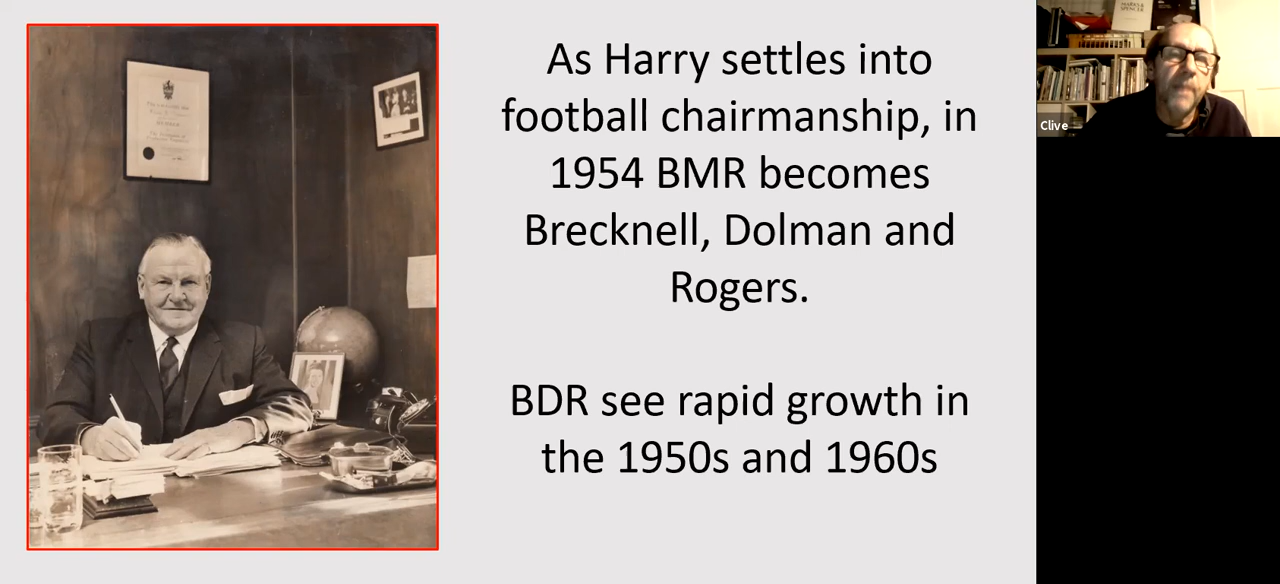 As Harry settles into
football chairmanship, in
1954 BMR becomes
Brecknell, Dolman and
Rogers.
BDR see rapid growth in
the 1950s and 1960s
Clive